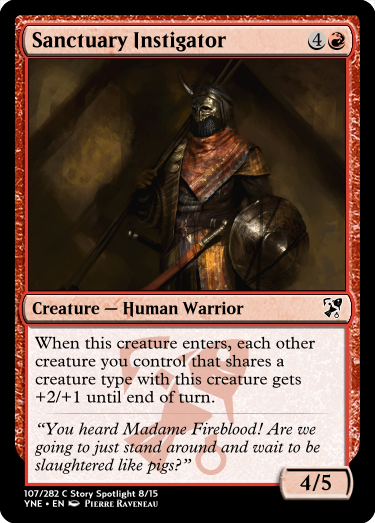 Sanctuary Instigator 4
Creature — Human Warrior
When this creature enters, each other
creature you control that shares a
creature type with this creature gets
+2/+1 until end of turn.
“You heard Madame Fireblood! Are we
going to just stand around and wait to be
slaughtered like pigs?”
4/5
107/282 C Story Spotlight 8/15
YNE • EN Pierre Raveneau